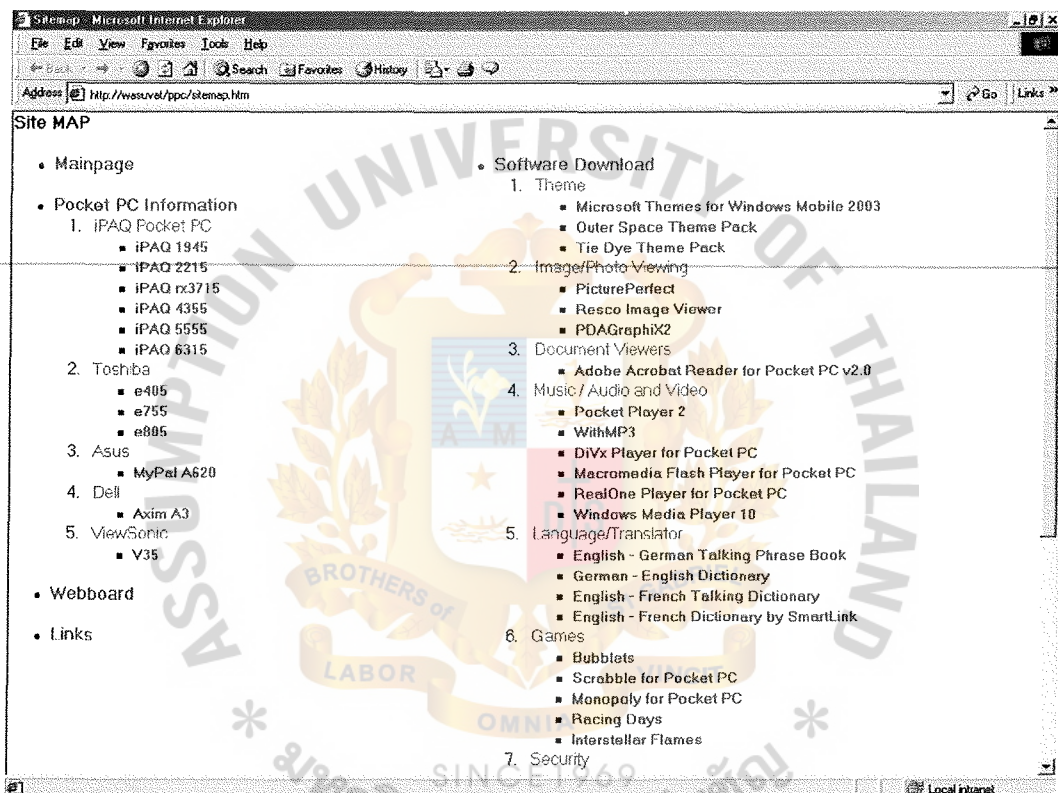 Sitemap - Microsoft Internet Explorer
File Edit View Favorites Tools Help
Back Search Favorites History
Address http://wasuvat/ppc/sitemap.htm Go Links »
Site MAP
• Mainpage
• Pocket PC Information
1. iPAQ Pocket PC
▪ iPAQ 1945
▪ iPAQ 2215
▪ iPAQ rx3715
▪ iPAQ 4355
▪ iPAQ 5555
▪ iPAQ 6315
2. Toshiba
▪ e405
▪ e755
▪ e805
3. Asus
▪ MyPal A620
4. Dell
▪ Axim A3
5. ViewSonic
▪ V35
• Webboard
• Links
• Software Download
1. Theme
▪ Microsoft Themes for Windows Mobile 2003
▪ Outer Space Theme Pack
▪ Tie Dye Theme Pack
2. Image/Photo Viewing
▪ PicturePerfect
▪ Resco Image Viewer
▪ PDAGraphiX2
3. Document Viewers
▪ Adobe Acrobat Reader for Pocket PC v2.0
4. Music / Audio and Video
▪ Pocket Player 2
▪ WithMP3
▪ DiVx Player for Pocket PC
▪ Macromedia Flash Player for Pocket PC
▪ RealOne Player for Pocket PC
▪ Windows Media Player 10
5. Language/Translator
▪ English - German Talking Phrase Book
▪ German - English Dictionary
▪ English - French Talking Dictionary
▪ English - French Dictionary by SmartLink
6. Games
▪ Bubblets
▪ Scrabble for Pocket PC
▪ Monopoly for Pocket PC
▪ Racing Days
▪ Interstellar Flames
7. Security
Local intranet
ASSUMPTION UNIVERSITY OF THAILAND
A M
D S
BROTHERS of ST GABRIEL
LABOR OMNIA VINCIT
SINCE 1969